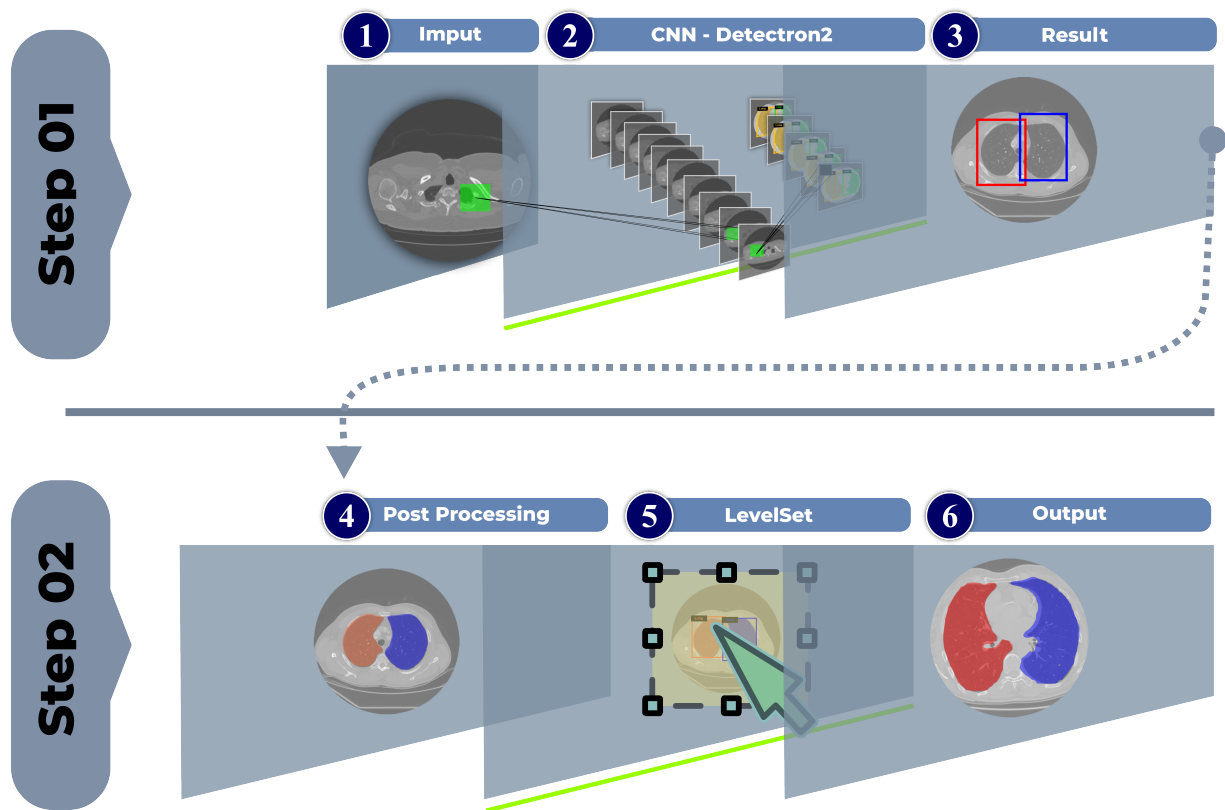 Step 01
1 Imput
2 CNN - Detectron2
3 Result
Step 02
4 Post Processing
5 LevelSet
6 Output